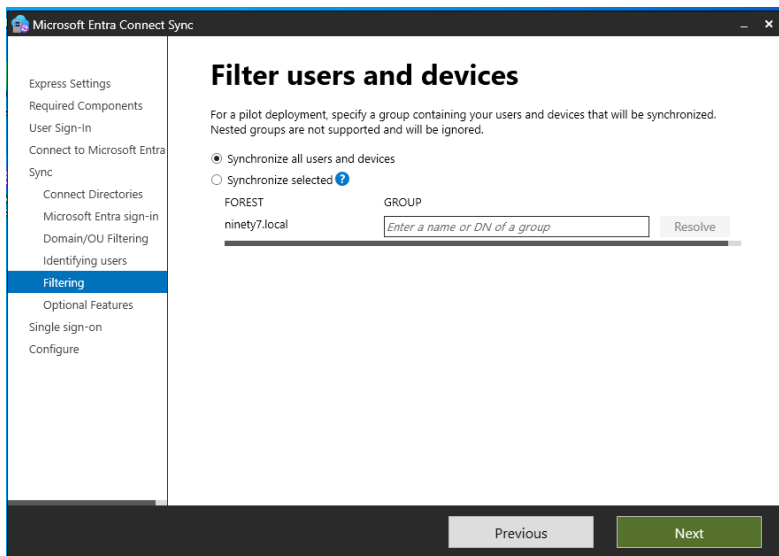 Microsoft Entra Connect Sync
Express Settings
Required Components
User Sign-In
Connect to Microsoft Entra
Sync
Connect Directories
Microsoft Entra sign-in
Domain/OU Filtering
Identifying users
Filtering
Optional Features
Single sign-on
Configure
Filter users and devices
For a pilot deployment, specify a group containing your users and devices that will be synchronized.
Nested groups are not supported and will be ignored.
Synchronize all users and devices
Synchronize selected ?
FOREST GROUP
ninety7.local Enter a name or DN of a group Resolve
Previous Next